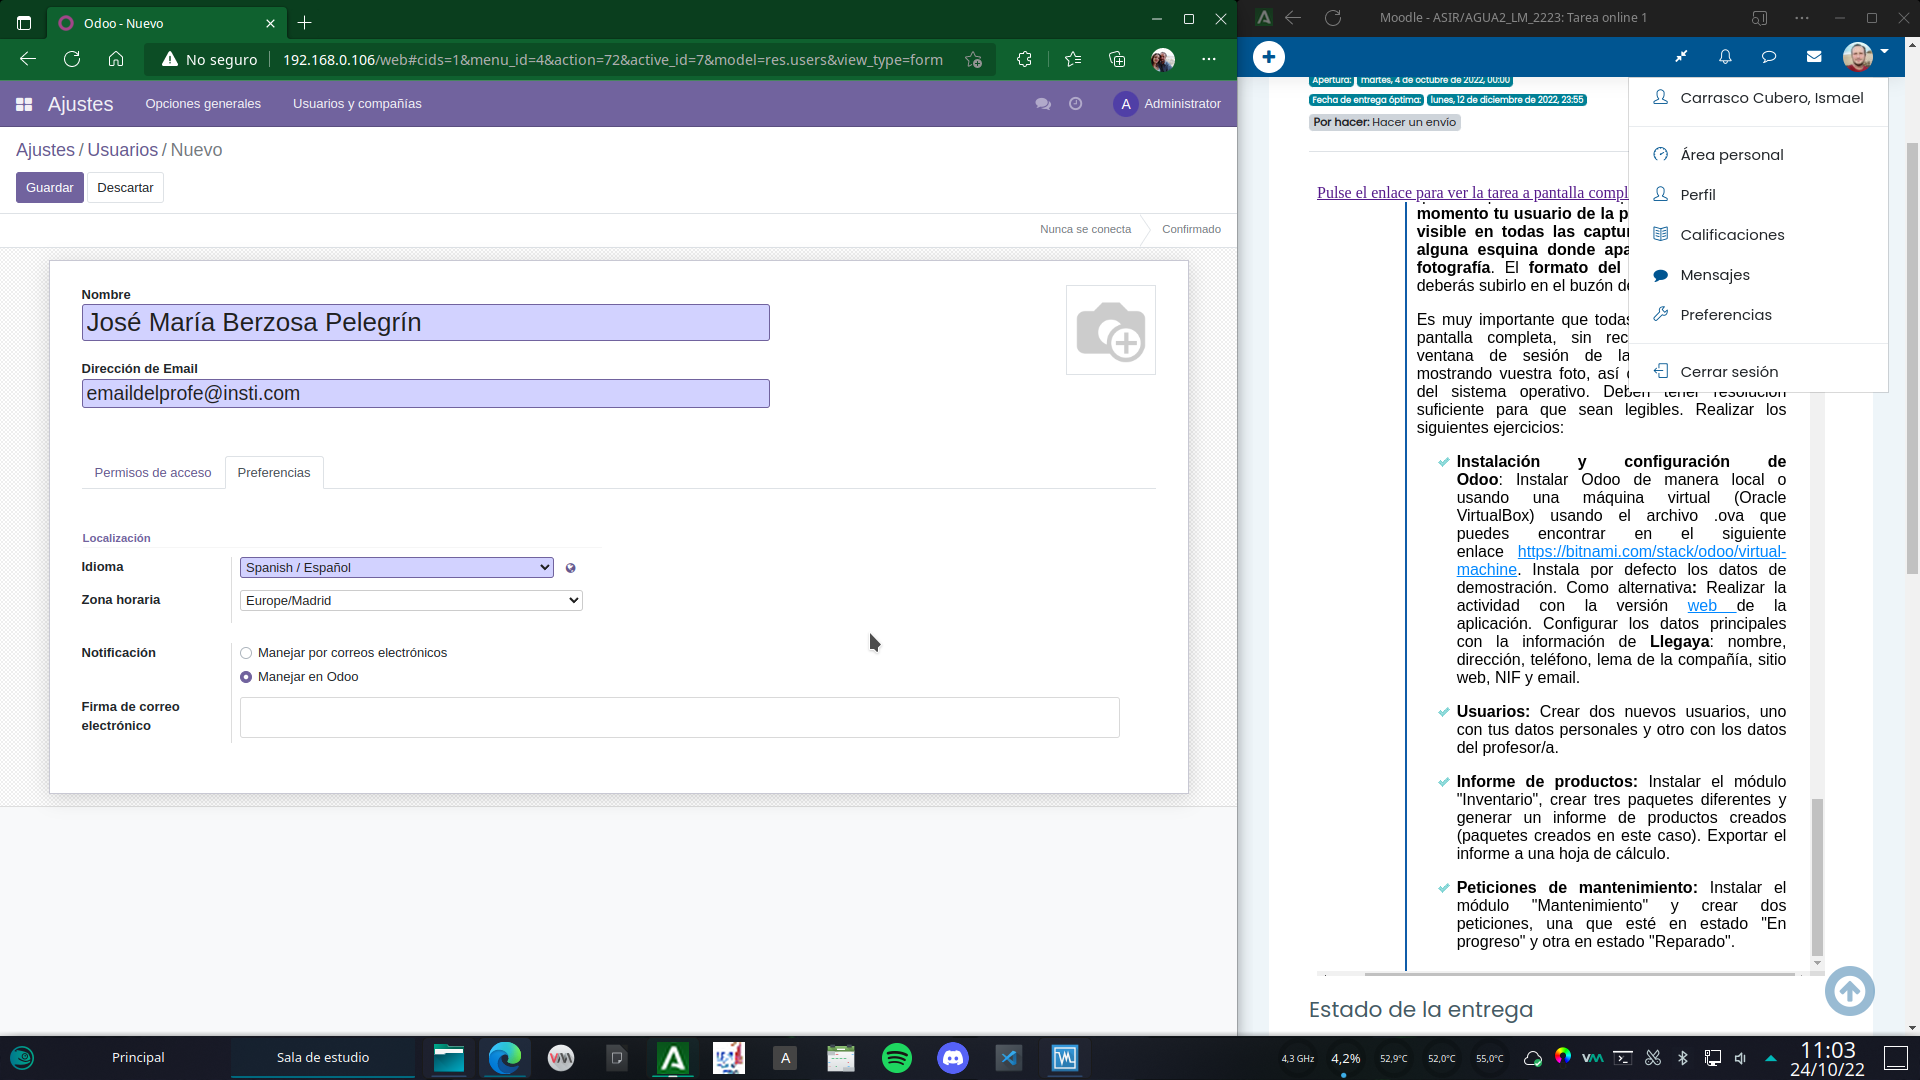 Odoo - Nuevo
No seguro
192.168.0.106/web#cids=1&menu_id=4&action=72&active_id=7&model=res.users&view_type=form
Ajustes
Opciones generales
Usuarios y compañías
A
Administrator
Ajustes / Usuarios / Nuevo
Guardar
Descartar
Nunca se conecta
Confirmado
Nombre
José María Berzosa Pelegrín
Dirección de Email
emaildelprofe@insti.com
Permisos de acceso
Preferencias
Localización
Idioma
Spanish / Español
Zona horaria
Europe/Madrid
Notificación
Manejar por correos electrónicos
Manejar en Odoo
Firma de correo
electrónico
Moodle - ASIR/AGUA2_LM_2223: Tarea online 1
Apertura: martes, 4 de octubre de 2022, 00:00
Fecha de entrega óptima: lunes, 12 de diciembre de 2022, 23:55
Por hacer: Hacer un envío
Pulse el enlace para ver la tarea a pantalla compl
momento tu usuario de la p
visible en todas las captur
alguna esquina donde apa
fotografía. El formato del
deberás subirlo en el buzón de
Es muy importante que todas
pantalla completa, sin rec
ventana de sesión de la
mostrando vuestra foto, así
del sistema operativo. Deben tener resolución
suficiente para que sean legibles. Realizar los
siguientes ejercicios:
Carrasco Cubero, Ismael
Área personal
Perfil
Calificaciones
Mensajes
Preferencias
Cerrar sesión
Instalación y configuración de
Odoo: Instalar Odoo de manera local o
usando una máquina virtual (Oracle
VirtualBox) usando el archivo .ova que
puedes encontrar en el siguiente
enlace https://bitnami.com/stack/odoo/virtual-
machine. Instala por defecto los datos de
demostración. Como alternativa: Realizar la
actividad con la versión web de la
aplicación. Configurar los datos principales
con la información de Llegaya: nombre,
dirección, teléfono, lema de la compañía, sitio
web, NIF y email.
Usuarios: Crear dos nuevos usuarios, uno
con tus datos personales y otro con los datos
del profesor/a.
Informe de productos: Instalar el módulo
"Inventario", crear tres paquetes diferentes y
generar un informe de productos creados
(paquetes creados en este caso). Exportar el
informe a una hoja de cálculo.
Peticiones de mantenimiento: Instalar el
módulo "Mantenimiento" y crear dos
peticiones, una que esté en estado "En
progreso" y otra en estado "Reparado".
Estado de la entrega
Principal
Sala de estudio
A
4,3 GHz
4,2%
52,9°C
52,0°C
55,0°C
11:03
24/10/22